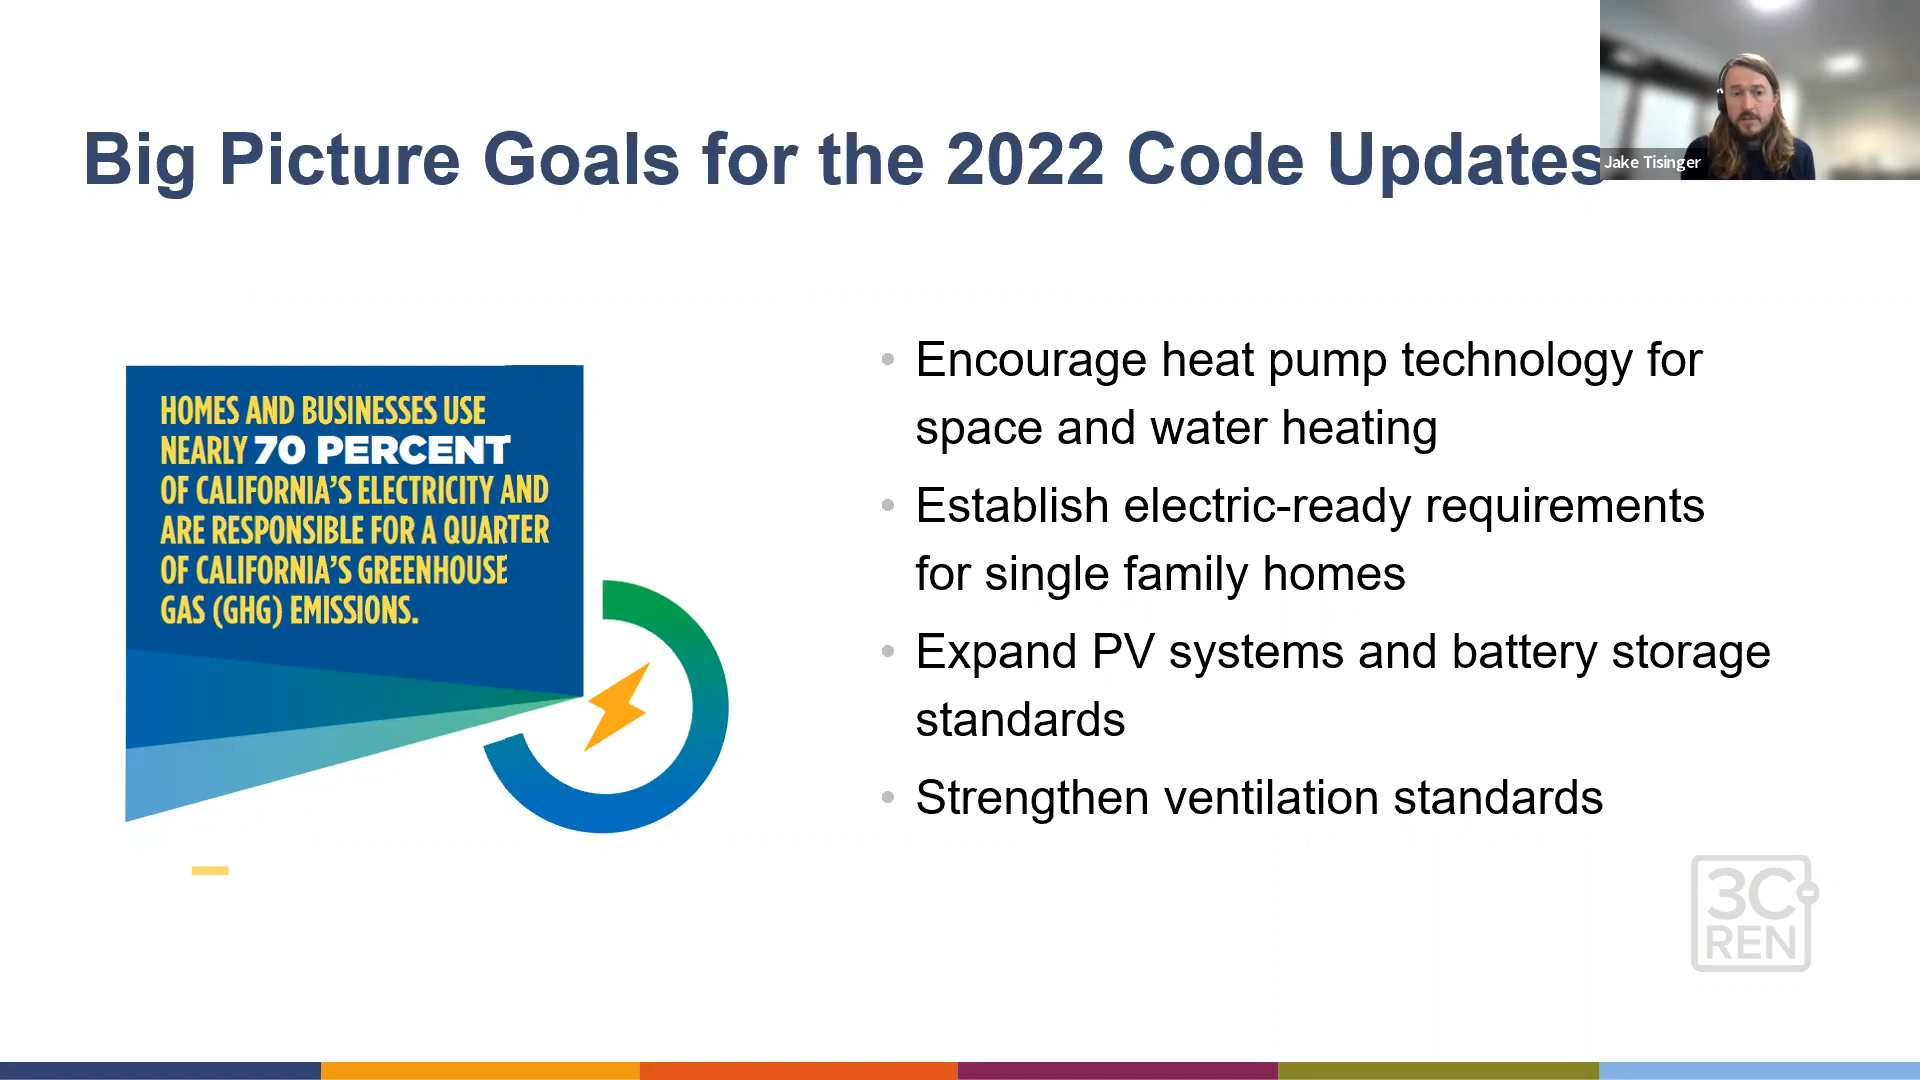 Big Picture Goals for the 2022 Code Updates
Jake Tisinger
HOMES AND BUSINESSES USE
NEARLY 70 PERCENT
OF CALIFORNIA'S ELECTRICITY AND
ARE RESPONSIBLE FOR A QUARTER
OF CALIFORNIA'S GREENHOUSE
GAS (GHG) EMISSIONS.
• Encourage heat pump technology for
space and water heating
• Establish electric-ready requirements
for single family homes
• Expand PV systems and battery storage
standards
• Strengthen ventilation standards
3C-
REN